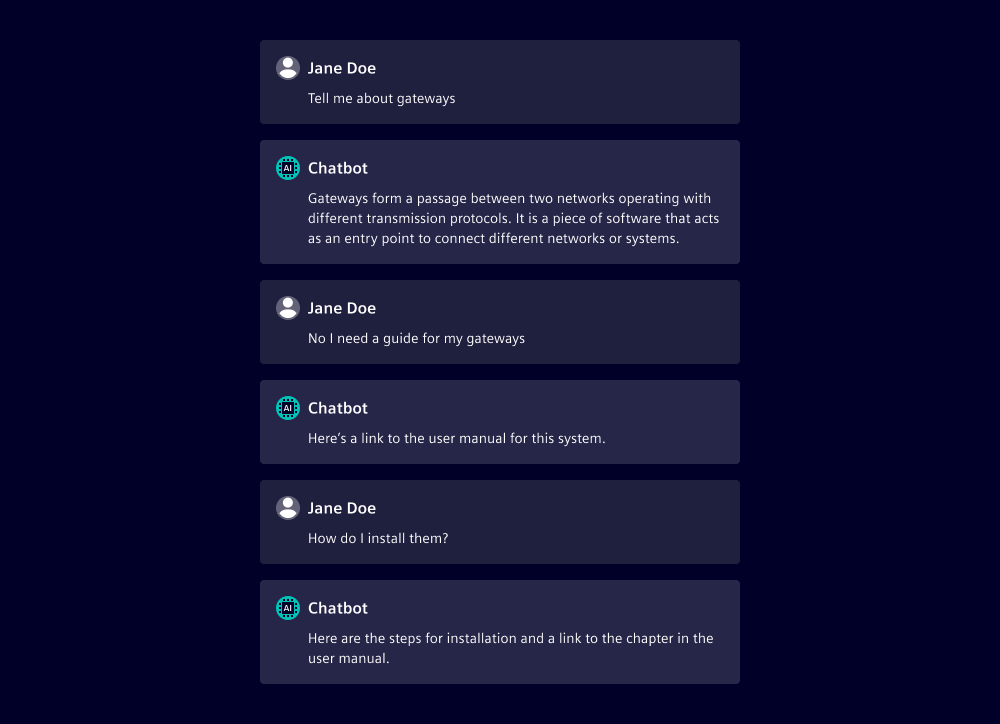 Jane Doe
Tell me about gateways
AI
Chatbot
Gateways form a passage between two networks operating with
different transmission protocols. It is a piece of software that acts
as an entry point to connect different networks or systems.
Jane Doe
No I need a guide for my gateways
AI
Chatbot
Here’s a link to the user manual for this system.
Jane Doe
How do I install them?
AI
Chatbot
Here are the steps for installation and a link to the chapter in the
user manual.